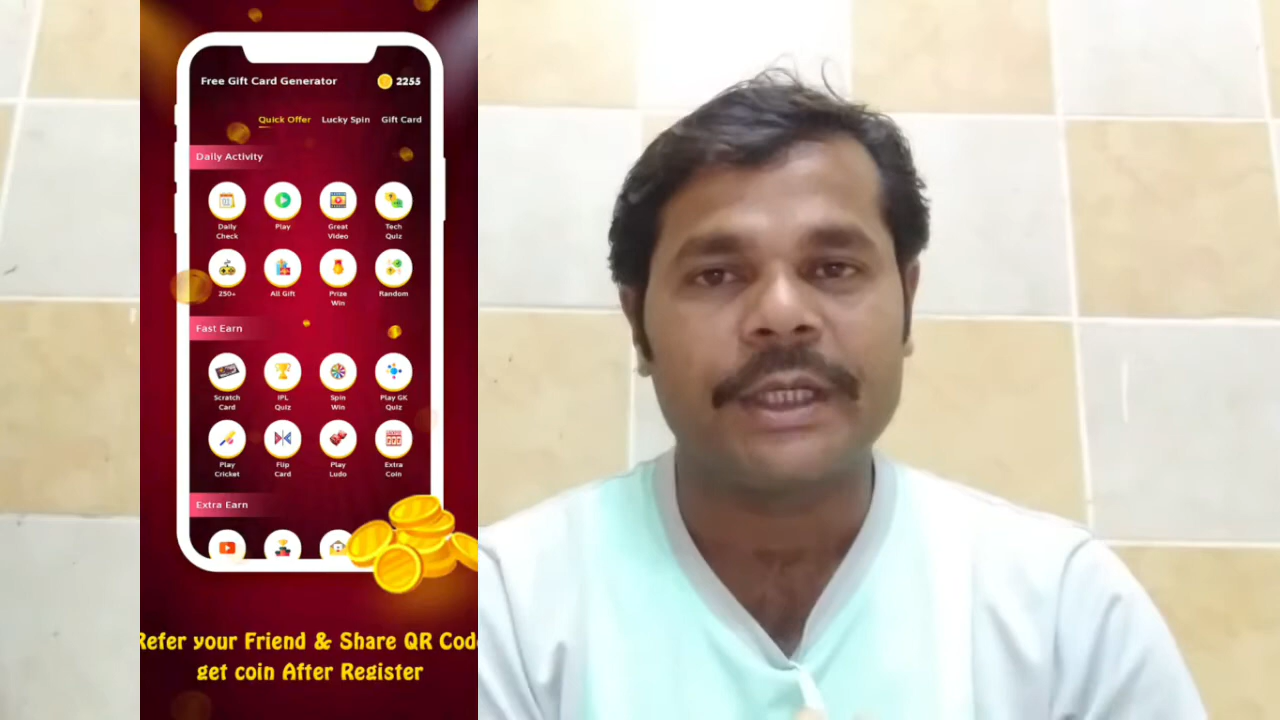 Free Gift Card Generator
2255
Quick Offer Lucky Spin Gift Card
Daily Activity
Daily Check
Play
Great Video
Tech Quiz
250+
All Gift
Prize Win
Random
Fast Earn
Scratch Card
IPL Quiz
Spin Win
Play GK Quiz
Play Cricket
Flip Card
Play Ludo
Extra Coin
Extra Earn
Refer your Friend & Share QR Code
get coin After Register